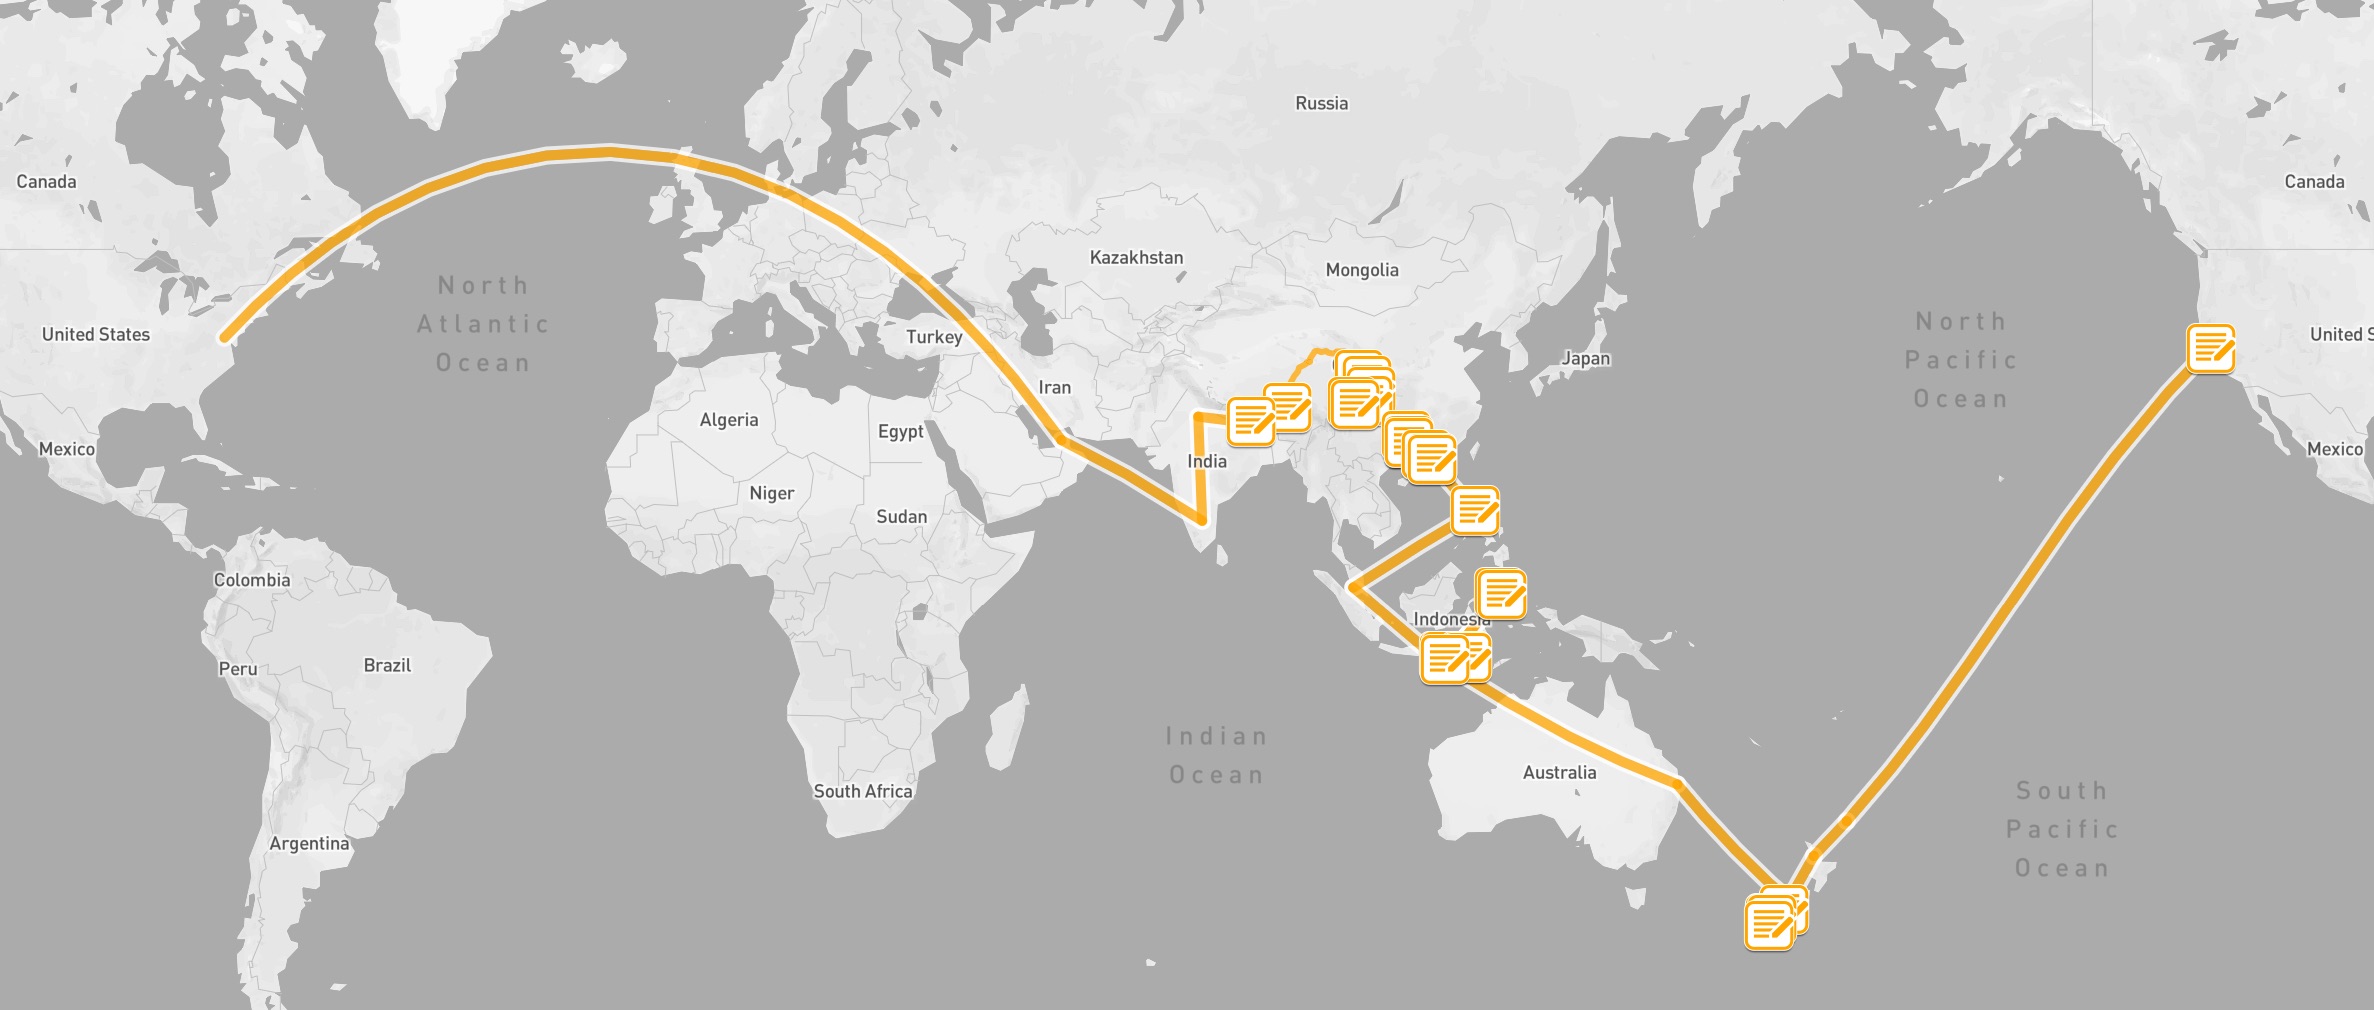 Russia
Canada
Canada
Kazakhstan
Mongolia
North
Atlantic
Ocean
North
Pacific
Ocean
United States
United S
Turkey
Japan
Iran
Algeria
Egypt
Mexico
Mexico
India
Niger
Sudan
Colombia
Indonesia
Peru
Brazil
Indian
Ocean
Australia
South Africa
South
Pacific
Ocean
Argentina